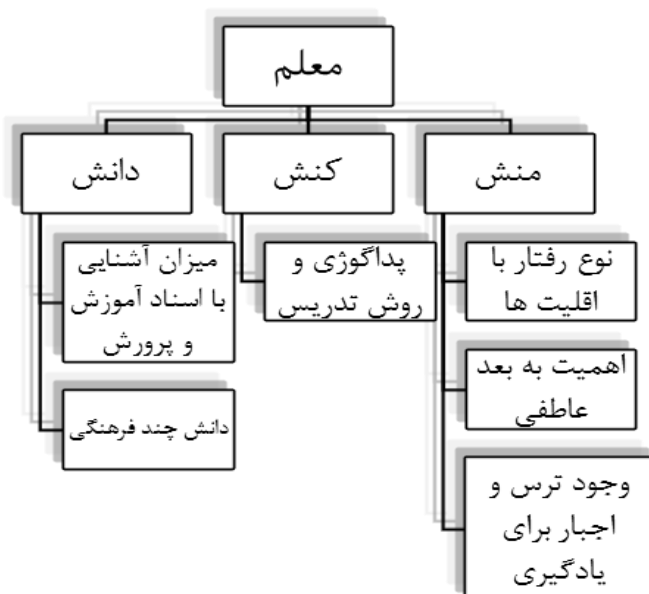 معلم
منش
کنش
دانش
نوع رفتار با
اقلیت ها
اهمیت به بعد
عاطفی
وجود ترس و
اجبار برای
یادگیری
پداگوژی و
روش تدریس
میزان آشنایی
با اسناد آموزش
و پرورش
دانش چند فرهنگی